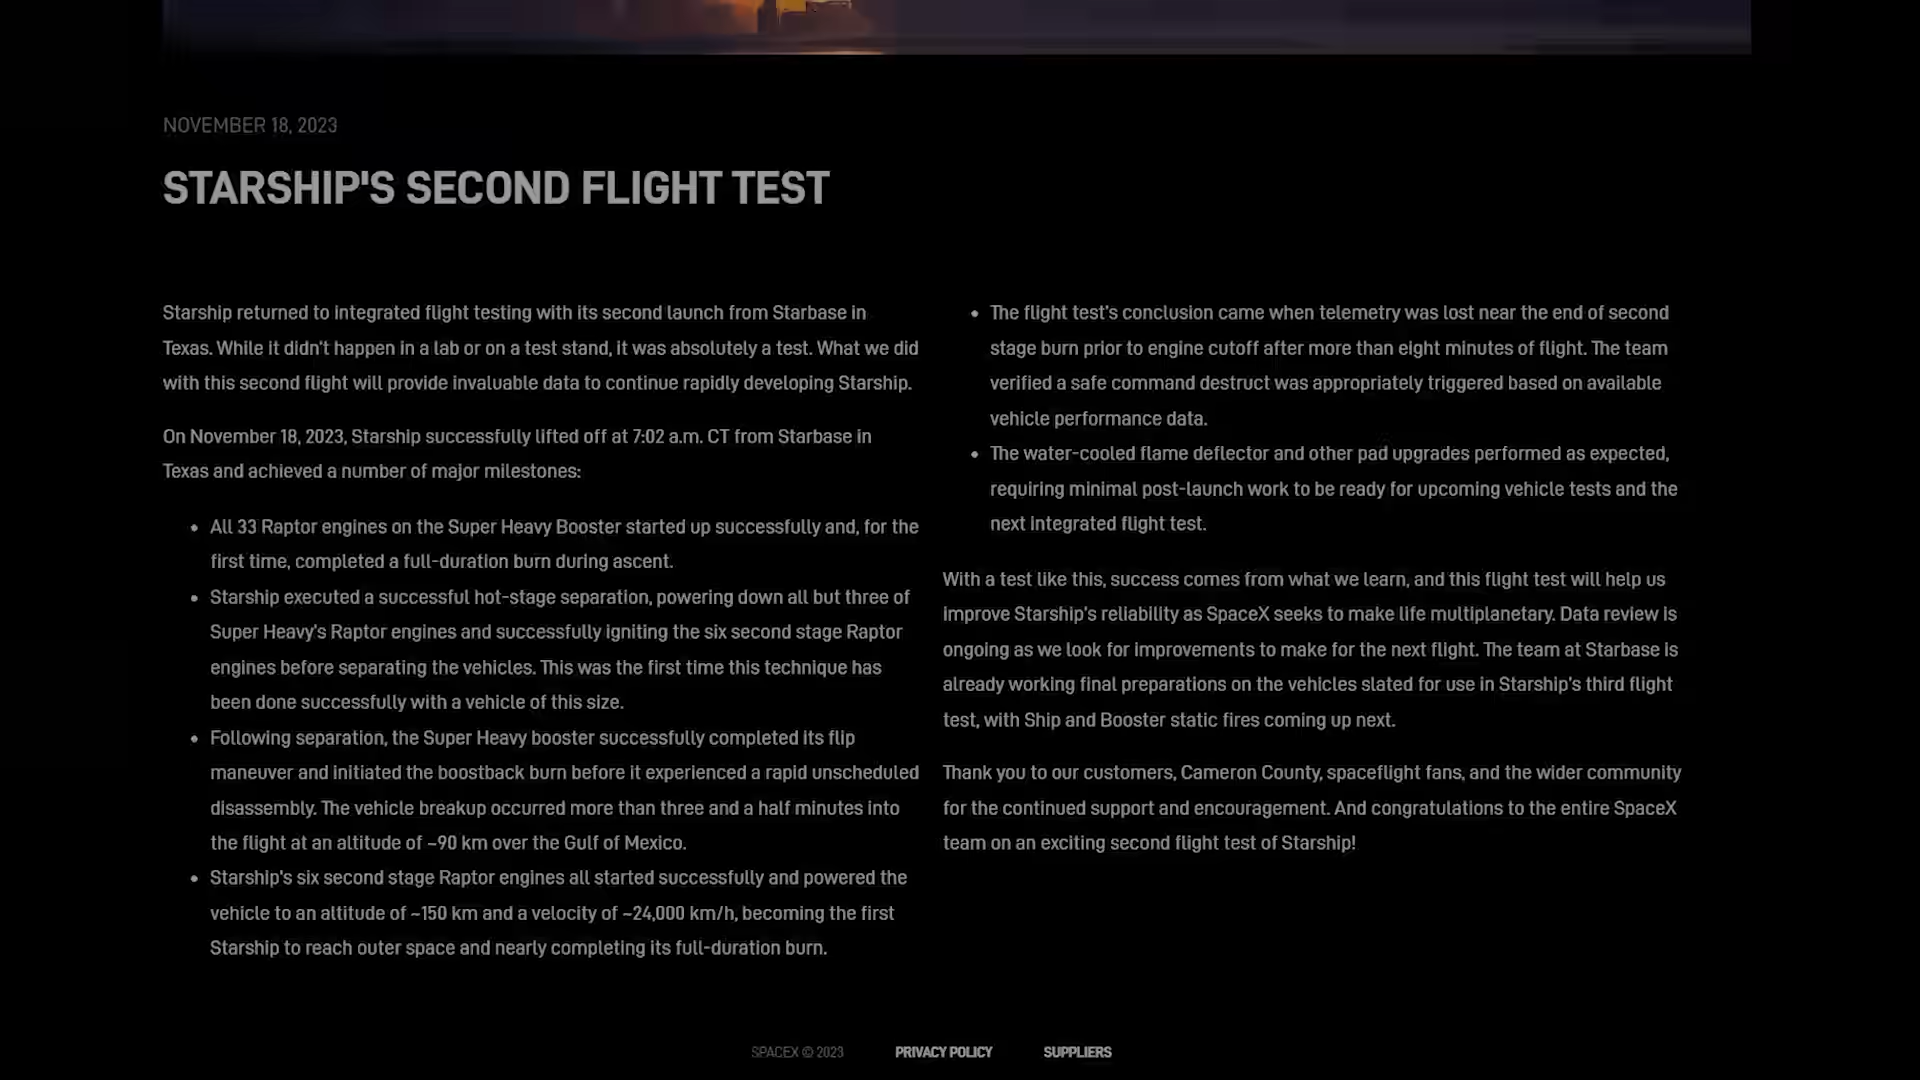 NOVEMBER 18, 2023
STARSHIP'S SECOND FLIGHT TEST
Starship returned to integrated flight testing with its second launch from Starbase in
Texas. While it didn't happen in a lab or on a test stand, it was absolutely a test. What we did
with this second flight will provide invaluable data to continue rapidly developing Starship.
On November 18, 2023, Starship successfully lifted off at 7:02 a.m. CT from Starbase in
Texas and achieved a number of major milestones:
• All 33 Raptor engines on the Super Heavy Booster started up successfully and, for the
first time, completed a full-duration burn during ascent.
• Starship executed a successful hot-stage separation, powering down all but three of
Super Heavy's Raptor engines and successfully igniting the six second stage Raptor
engines before separating the vehicles. This was the first time this technique has
been done successfully with a vehicle of this size.
• Following separation, the Super Heavy booster successfully completed its flip
maneuver and initiated the boostback burn before it experienced a rapid unscheduled
disassembly. The vehicle breakup occurred more than three and a half minutes into
the flight at an altitude of ~90 km over the Gulf of Mexico.
• Starship's six second stage Raptor engines all started successfully and powered the
vehicle to an altitude of ~150 km and a velocity of ~24,000 km/h, becoming the first
Starship to reach outer space and nearly completing its full-duration burn.
• The flight test's conclusion came when telemetry was lost near the end of second
stage burn prior to engine cutoff after more than eight minutes of flight. The team
verified a safe command destruct was appropriately triggered based on available
vehicle performance data.
• The water-cooled flame deflector and other pad upgrades performed as expected,
requiring minimal post-launch work to be ready for upcoming vehicle tests and the
next integrated flight test.
With a test like this, success comes from what we learn, and this flight test will help us
improve Starship's reliability as SpaceX seeks to make life multiplanetary. Data review is
ongoing as we look for improvements to make for the next flight. The team at Starbase is
already working final preparations on the vehicles slated for use in Starship's third flight
test, with Ship and Booster static fires coming up next.
Thank you to our customers, Cameron County, spaceflight fans, and the wider community
for the continued support and encouragement. And congratulations to the entire SpaceX
team on an exciting second flight test of Starship!
SPACEX © 2023 PRIVACY POLICY SUPPLIERS